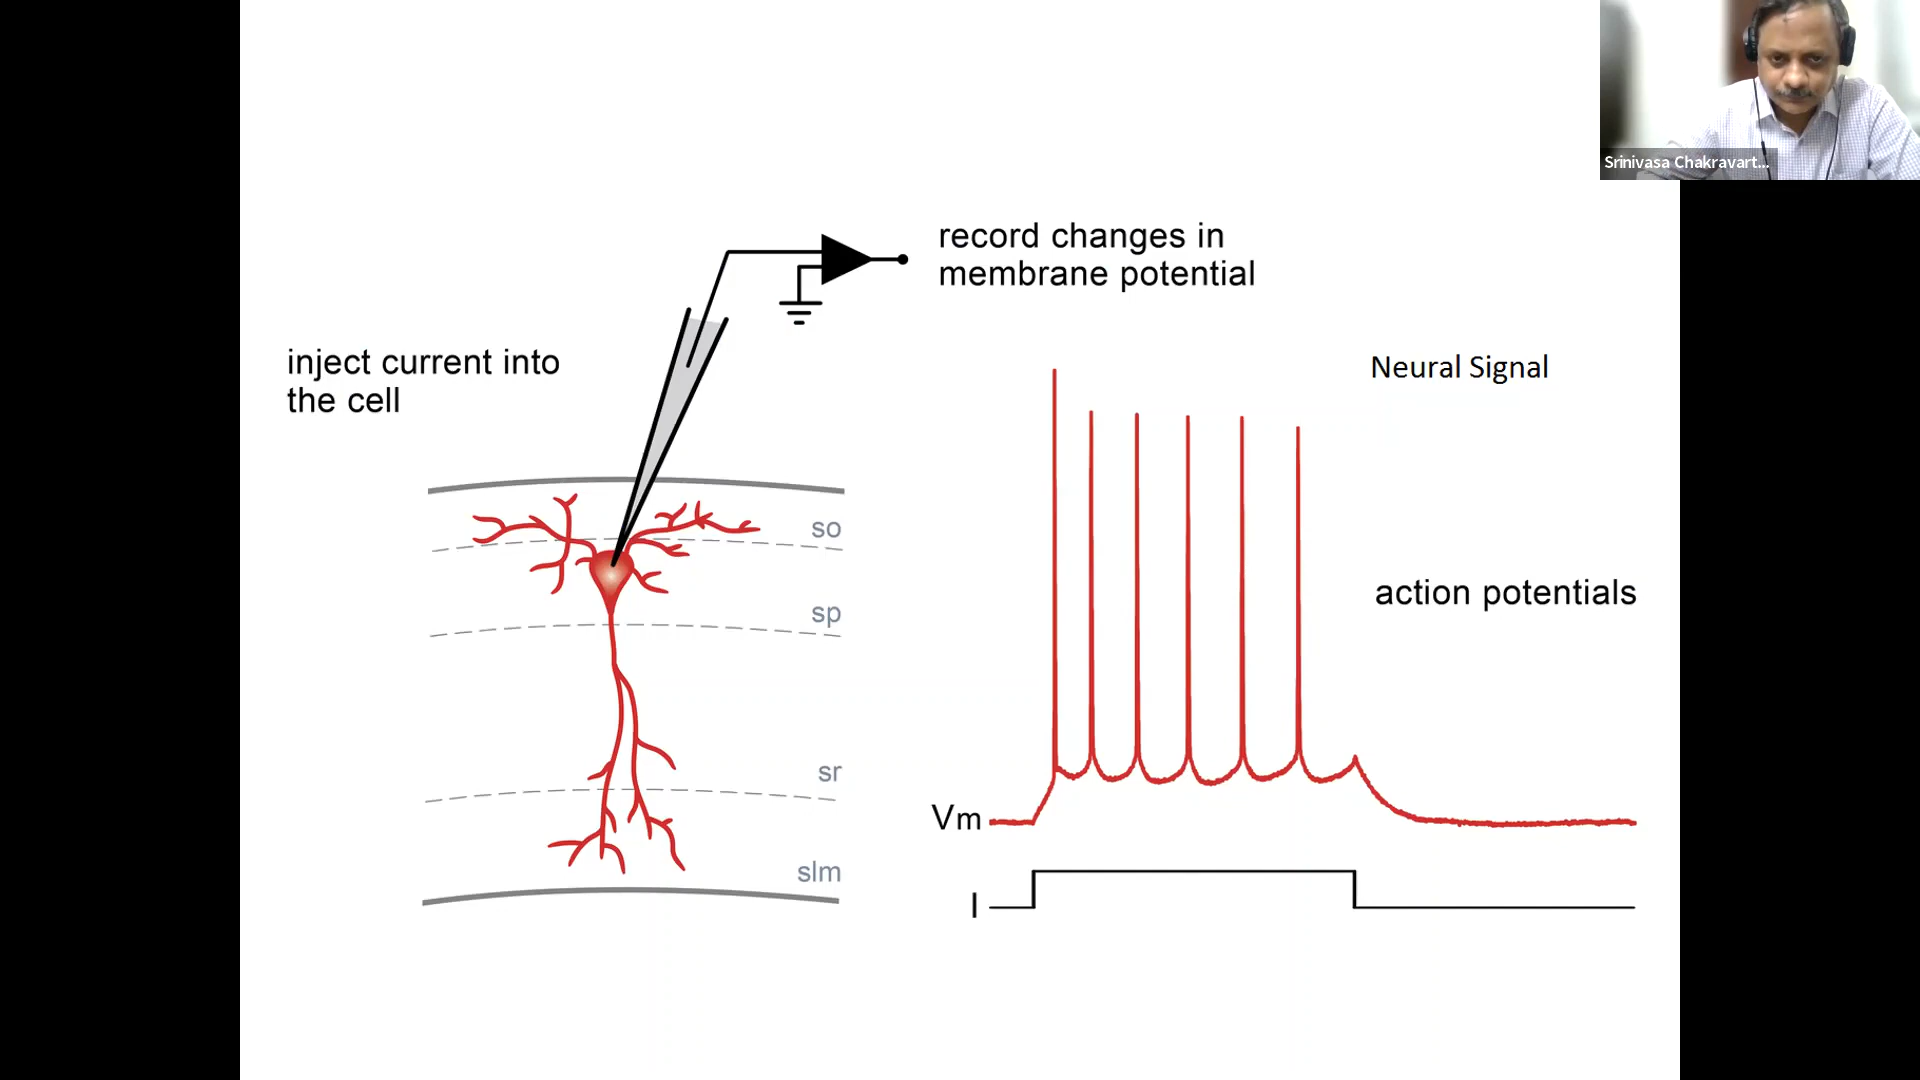 Srinivasa Chakravart...
record changes in
membrane potential
inject current into
the cell
Neural Signal
so
action potentials
sp
sr
Vm
slm
I